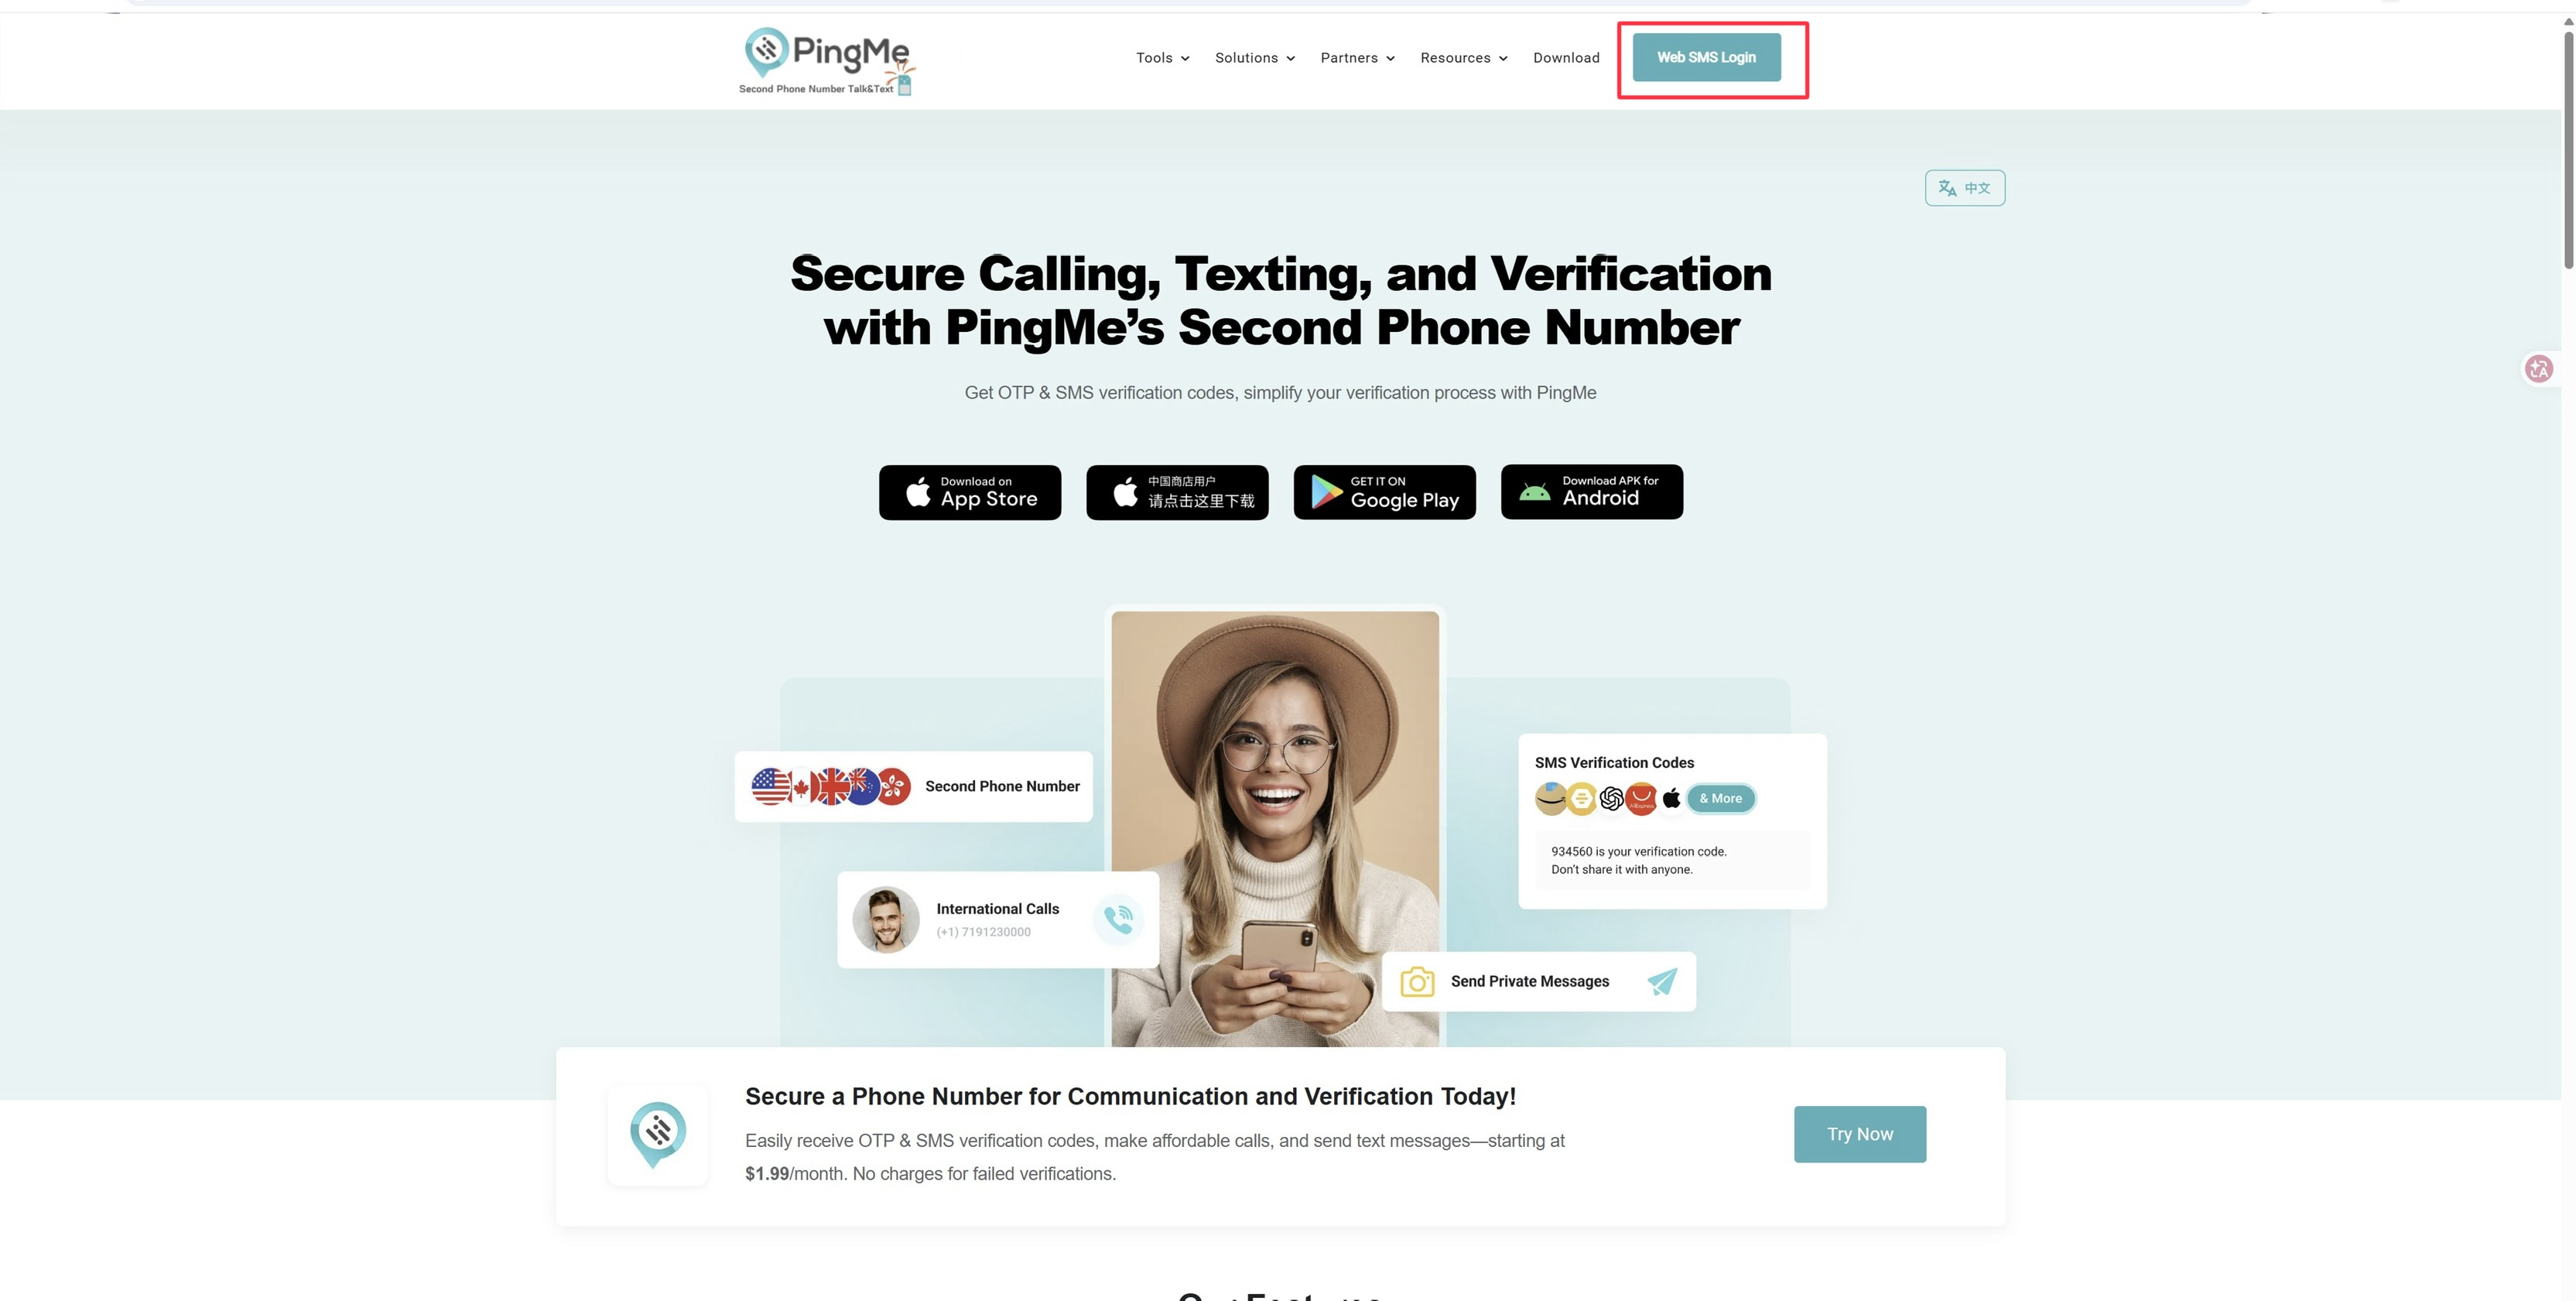 PingMe
Second Phone Number Talk&Text
Tools
Solutions
Partners
Resources
Download
Web SMS Login
中文
Secure Calling, Texting, and Verification
with PingMe’s Second Phone Number
Get OTP & SMS verification codes, simplify your verification process with PingMe
Download on
App Store
中国商店用户
请点击这里下载
GET IT ON
Google Play
Download APK for
Android
Second Phone Number
International Calls
(+1) 7191230000
SMS Verification Codes
AliExpress
& More
934560 is your verification code.
Don’t share it with anyone.
Send Private Messages
Secure a Phone Number for Communication and Verification Today!
Easily receive OTP & SMS verification codes, make affordable calls, and send text messages—starting at
$1.99/month. No charges for failed verifications.
Try Now